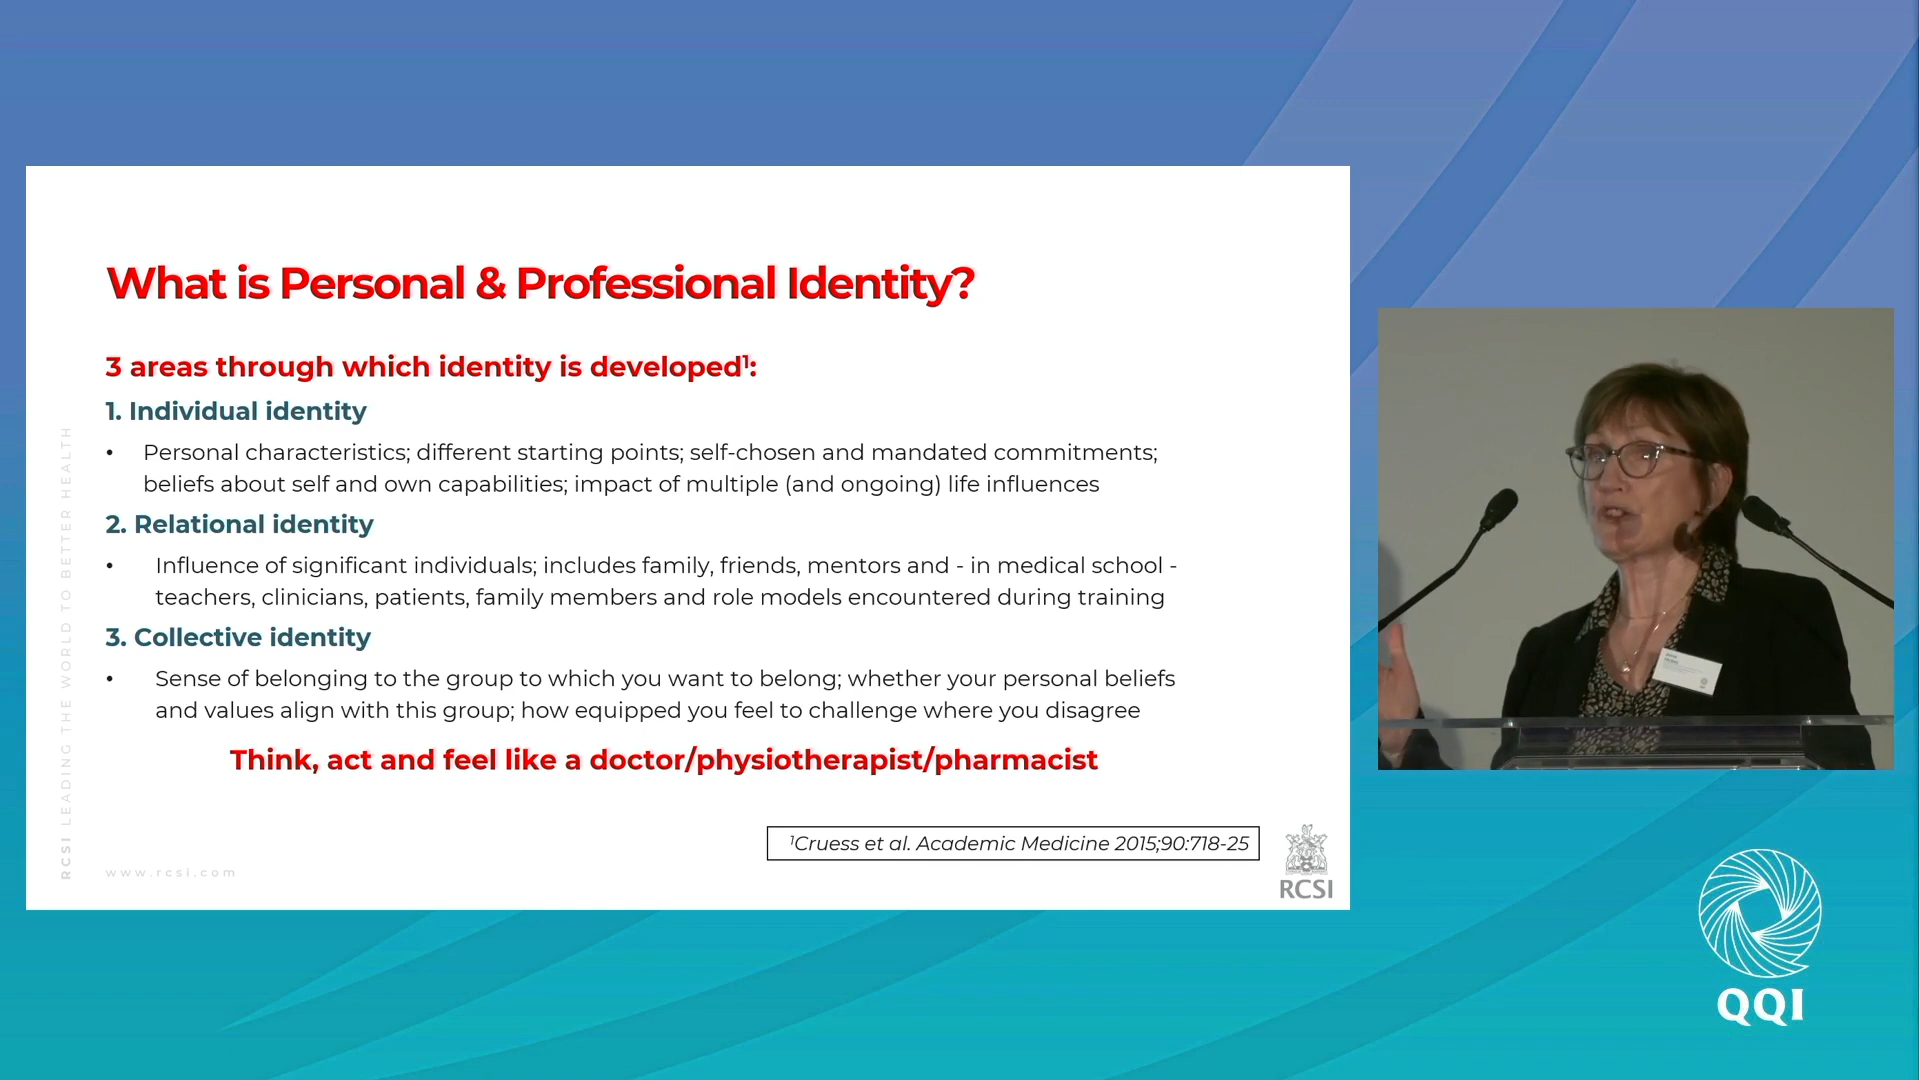 What is Personal & Professional Identity?
3 areas through which identity is developed¹:
1. Individual identity
• Personal characteristics; different starting points; self-chosen and mandated commitments;
beliefs about self and own capabilities; impact of multiple (and ongoing) life influences
2. Relational identity
• Influence of significant individuals; includes family, friends, mentors and - in medical school -
teachers, clinicians, patients, family members and role models encountered during training
3. Collective identity
• Sense of belonging to the group to which you want to belong; whether your personal beliefs
and values align with this group; how equipped you feel to challenge where you disagree
Think, act and feel like a doctor/physiotherapist/pharmacist
¹Cruess et al. Academic Medicine 2015;90:718-25
RCSI LEADING THE WORLD TO BETTER HEALTH
www.rcsi.com
RCSI
QQI